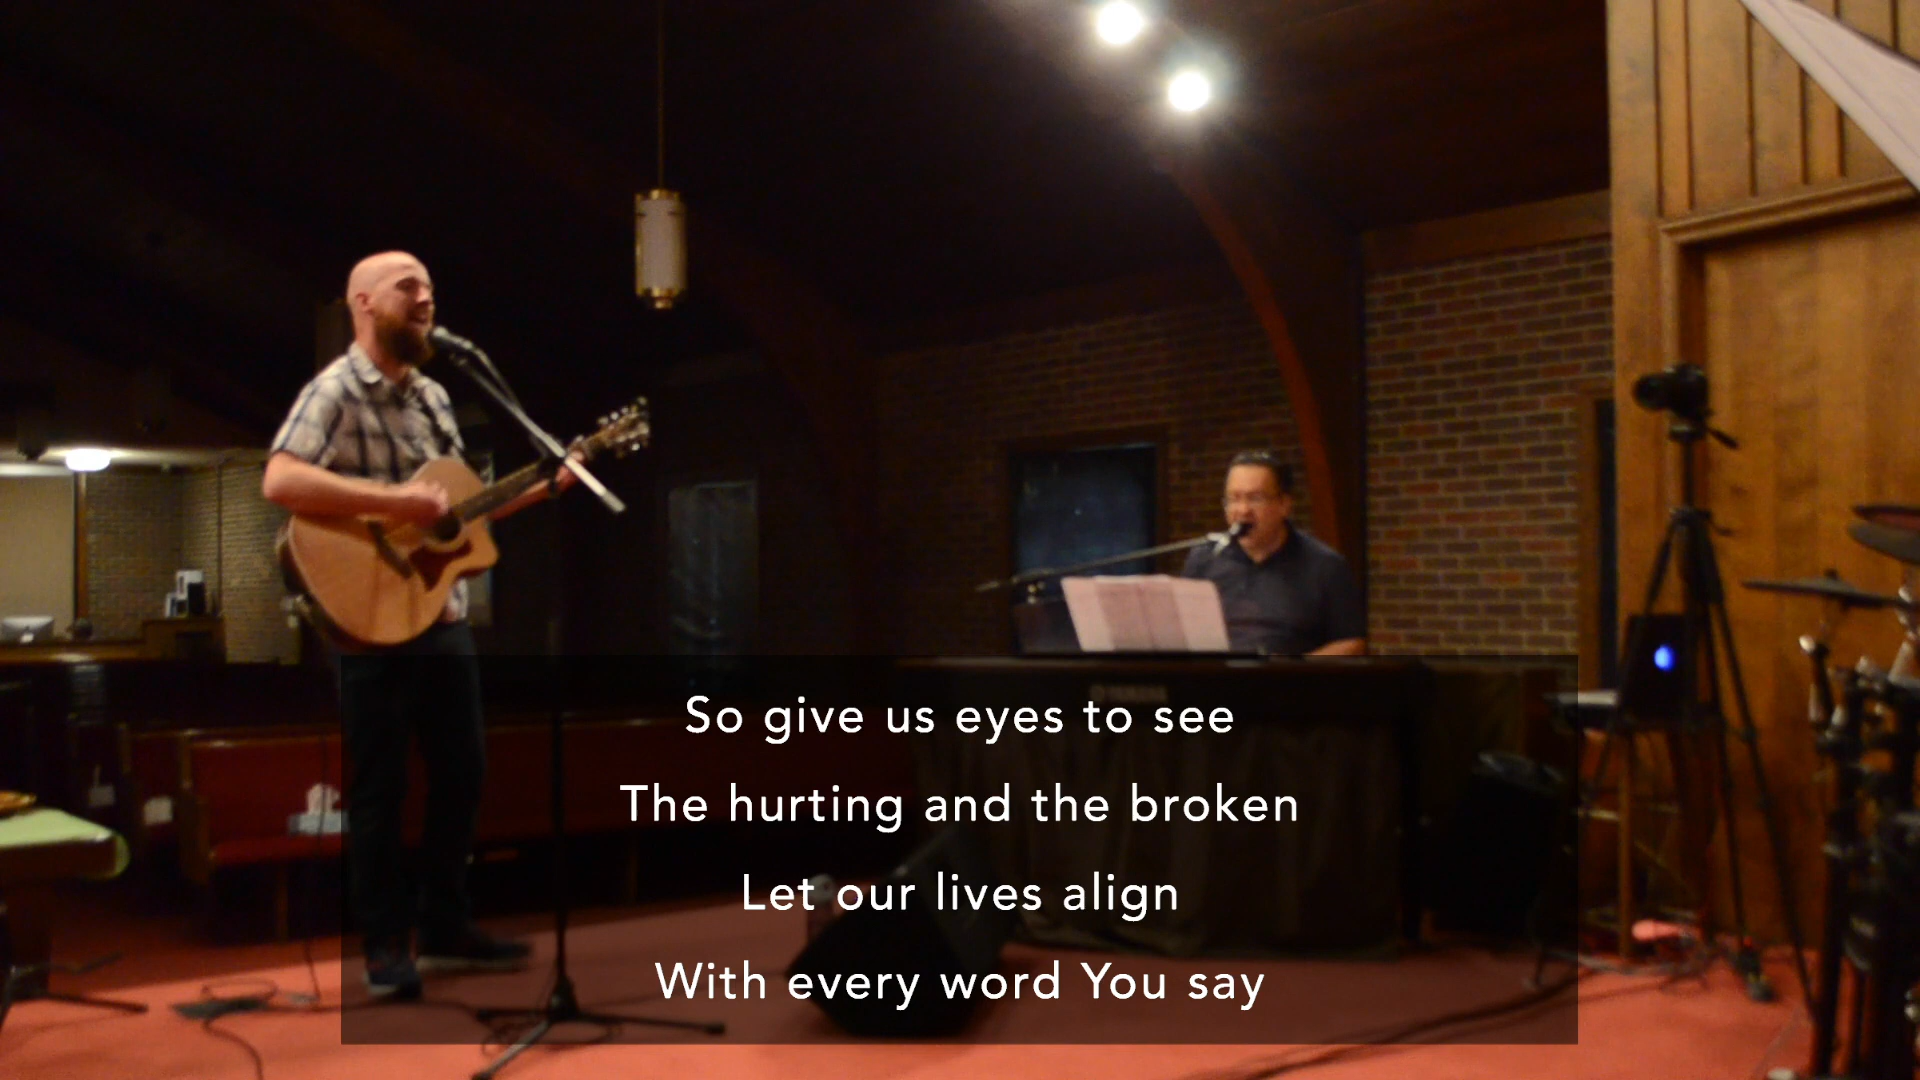 So give us eyes to see
The hurting and the broken
Let our lives align
With every word You say